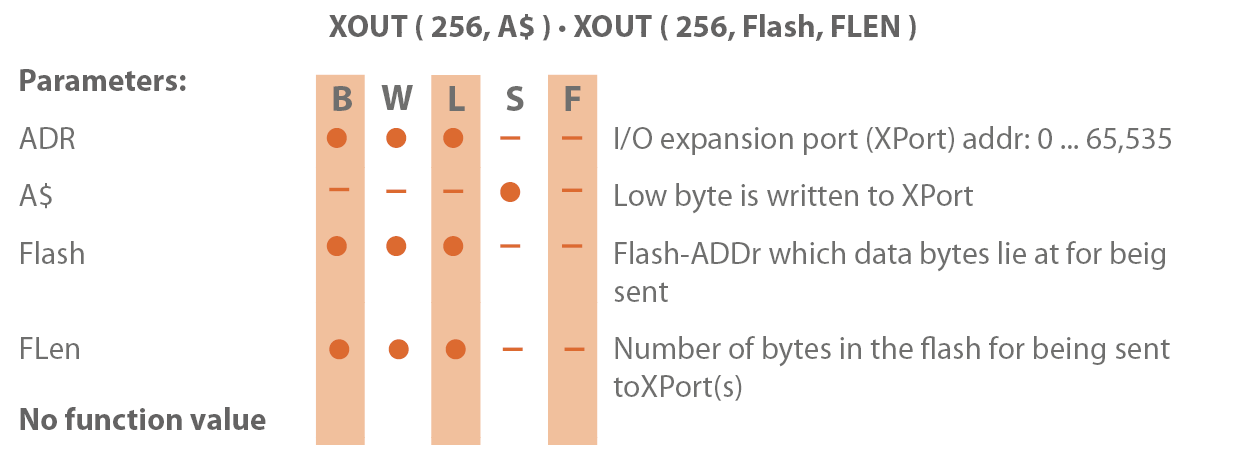 XOUT ( 256, A$ ) · XOUT ( 256, Flash, FLEN )
Parameters:
B W L S F
ADR ● ● ● – – I/O expansion port (XPort) addr: 0 ... 65,535
A$ – – – ● – Low byte is written to XPort
Flash ● ● ● – – Flash-ADDr which data bytes lie at for beig
sent
FLen ● ● ● – – Number of bytes in the flash for being sent
toXPort(s)
No function value